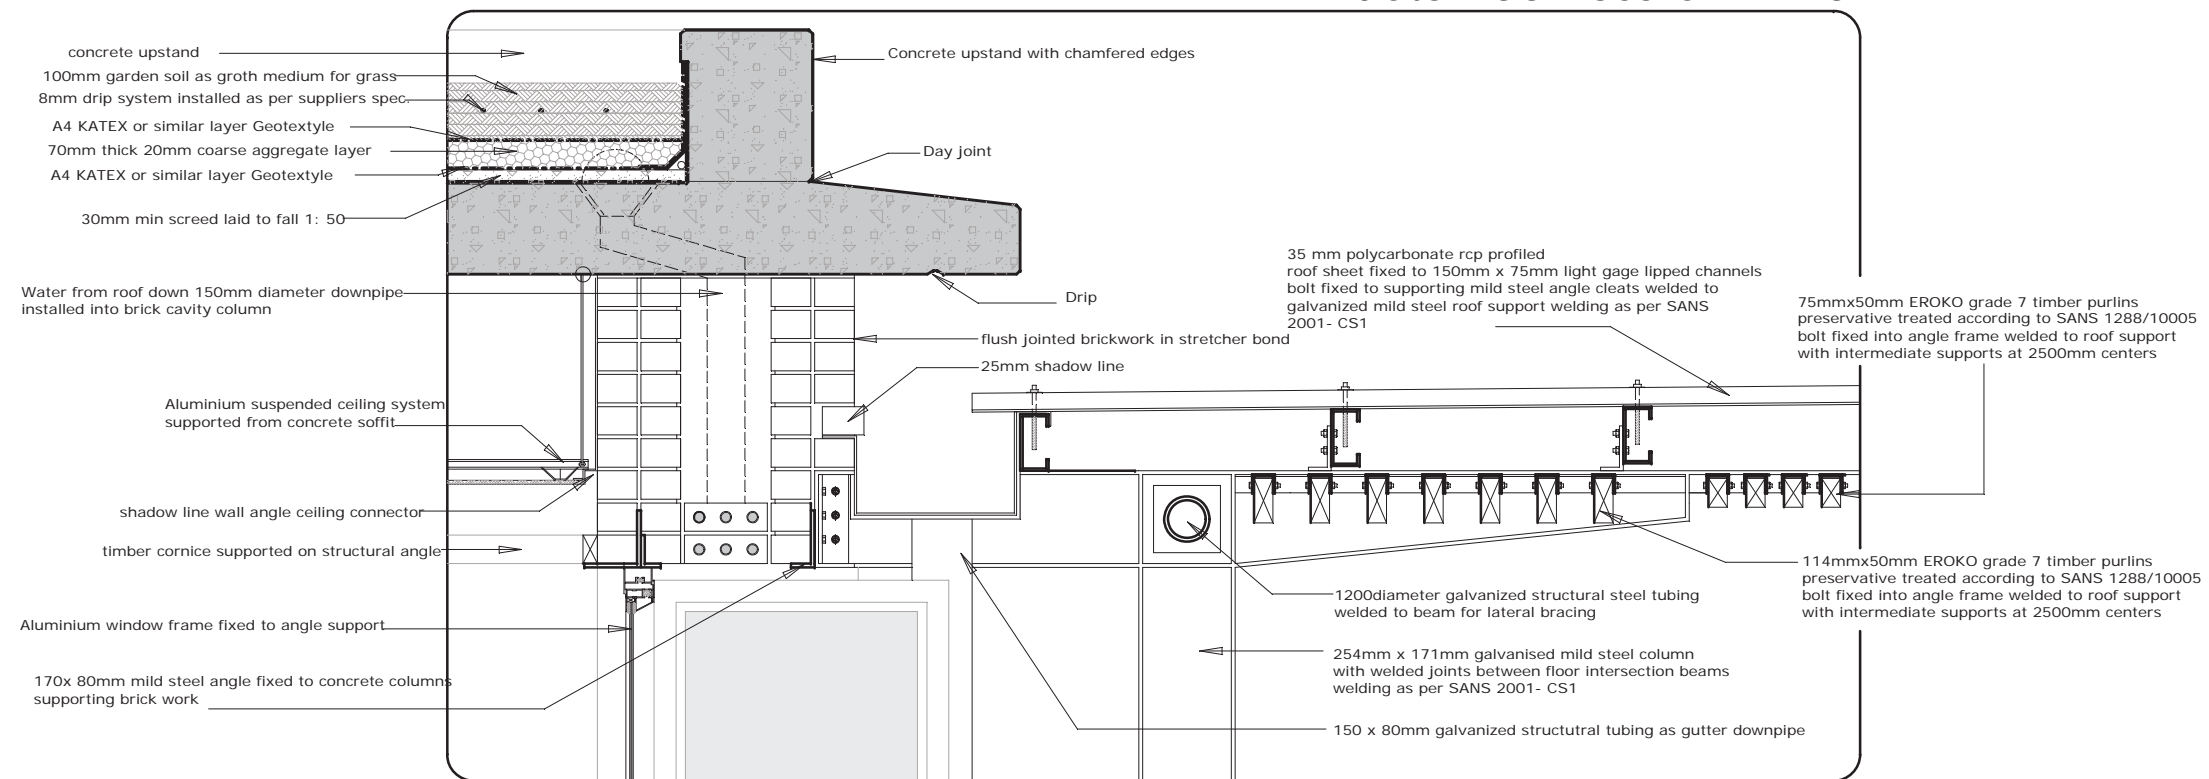 concrete upstand
100mm garden soil as groth medium for grass
8mm drip system installed as per suppliers spec.
A4 KATEX or similar layer Geotextyle
70mm thick 20mm coarse aggregate layer
A4 KATEX or similar layer Geotextyle
30mm min screed laid to fall 1: 50
Water from roof down 150mm diameter downpipe
installed into brick cavity column
Aluminium suspended ceiling system
supported from concrete soffit
shadow line wall angle ceiling connector
timber cornice supported on structural angle
Aluminium window frame fixed to angle support
170x 80mm mild steel angle fixed to concrete columns
supporting brick work
Concrete upstand with chamfered edges
Day joint
Drip
flush jointed brickwork in stretcher bond
25mm shadow line
35 mm polycarbonate rcp profiled
roof sheet fixed to 150mm x 75mm light gage lipped channels
bolt fixed to supporting mild steel angle cleats welded to
galvanized mild steel roof support welding as per SANS
2001- CS1
75mmx50mm EROKO grade 7 timber purlins
preservative treated according to SANS 1288/10005
bolt fixed into angle frame welded to roof support
with intermediate supports at 2500mm centers
114mmx50mm EROKO grade 7 timber purlins
preservative treated according to SANS 1288/10005
bolt fixed into angle frame welded to roof support
with intermediate supports at 2500mm centers
1200diameter galvanized structural steel tubing
welded to beam for lateral bracing
254mm x 171mm galvanised mild steel column
with welded joints between floor intersection beams
welding as per SANS 2001- CS1
150 x 80mm galvanized structutral tubing as gutter downpipe